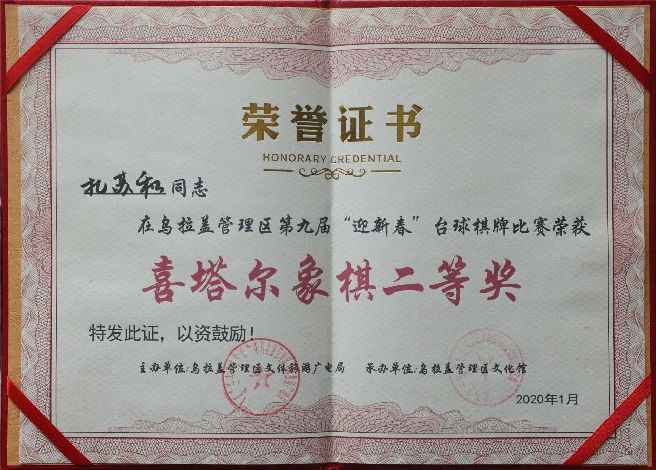 荣誉证书
HONORARY CREDENTIAL
扎苏和同志
在乌拉盖管理区第九届“迎新春”台球棋牌比赛荣获
喜塔尔象棋二等奖
特发此证，以资鼓励！
主办单位:乌拉盖管理区文体旅游广电局 承办单位:乌拉盖管理区文化馆
2020年1月